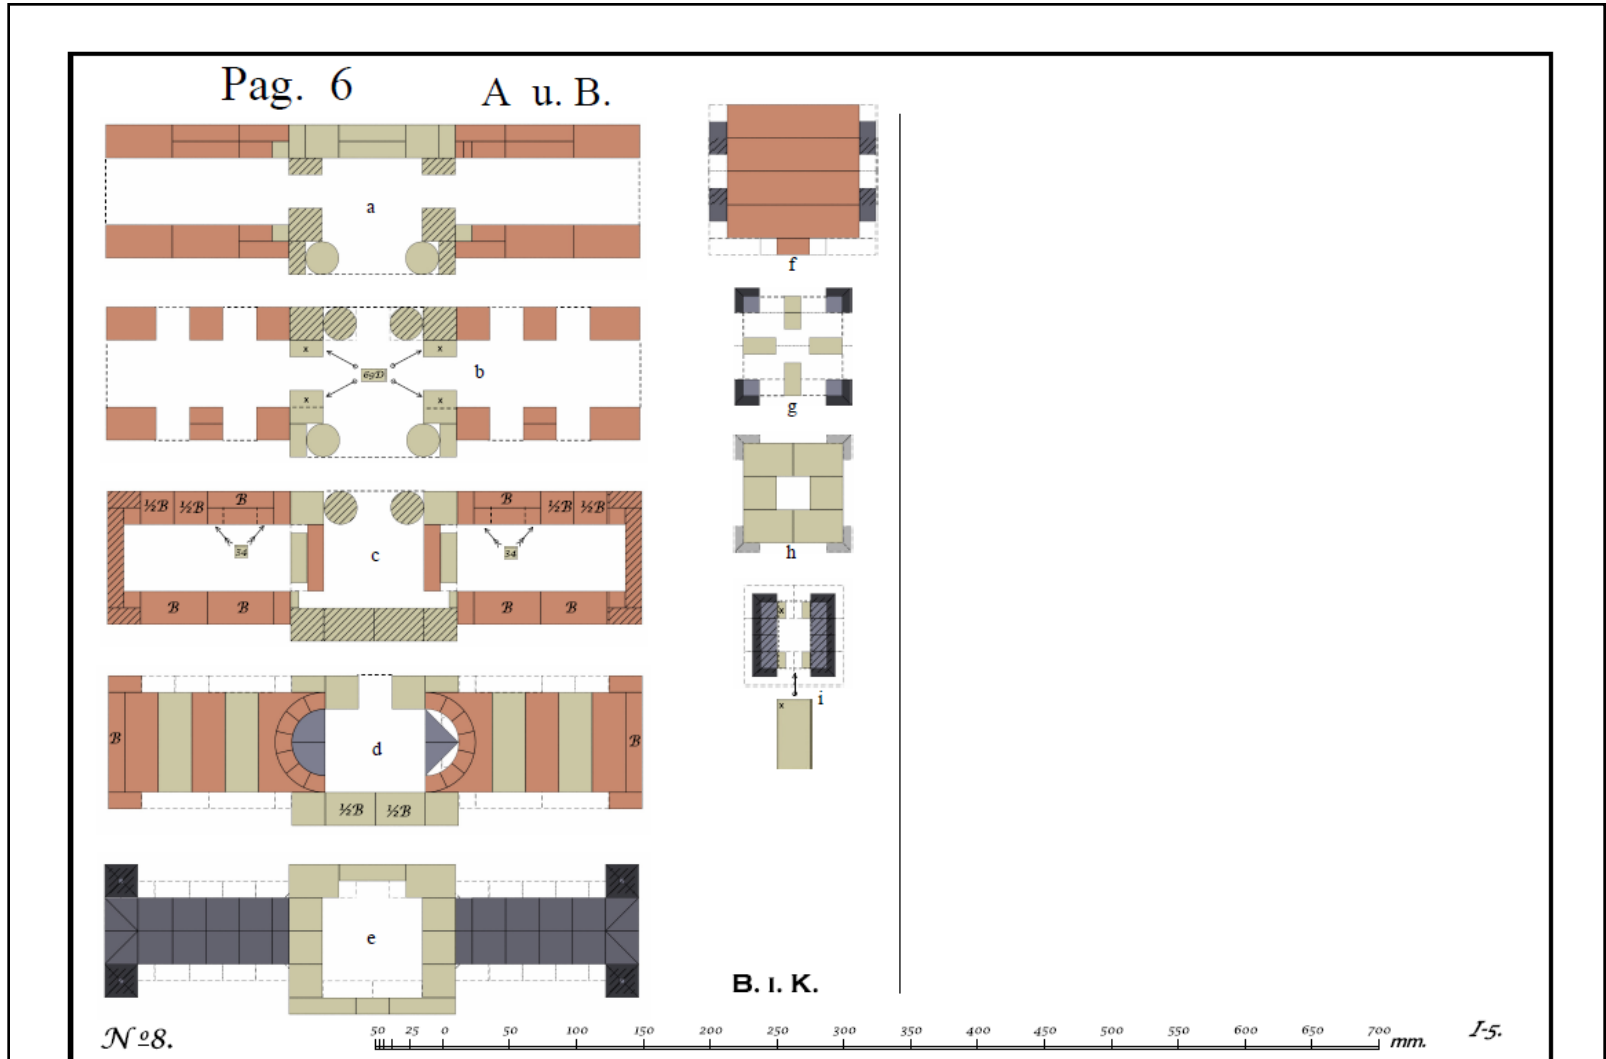 Pag. 6 A u. B.
a
x x
69D
b
x x
½B ½B B B ½B ½B
34 34
c
B B B B
B d B
½B ½B
e
f
g
h
x
i
x
B. I. K.
Nº8.
50 25 0 50 100 150 200 250 300 350 400 450 500 550 600 650 700 mm.
I-5.